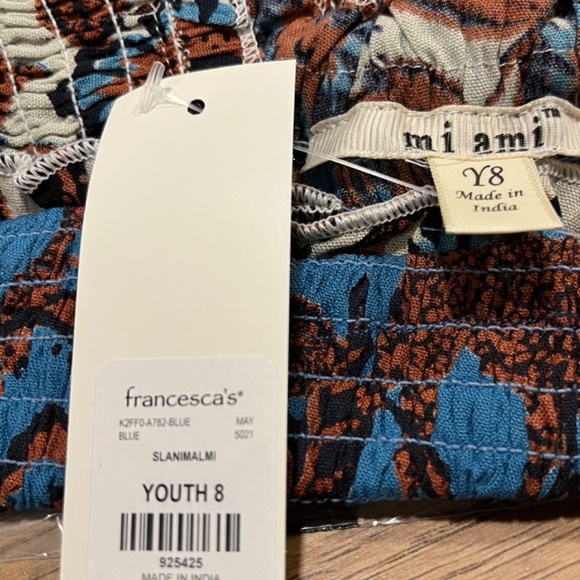 mi ami™
Y8
Made in
India
francesca's®
K2FF0-A782-BLUE MAY
BLUE 5021
SLANIMALMI
YOUTH 8
925425
MADE IN INDIA